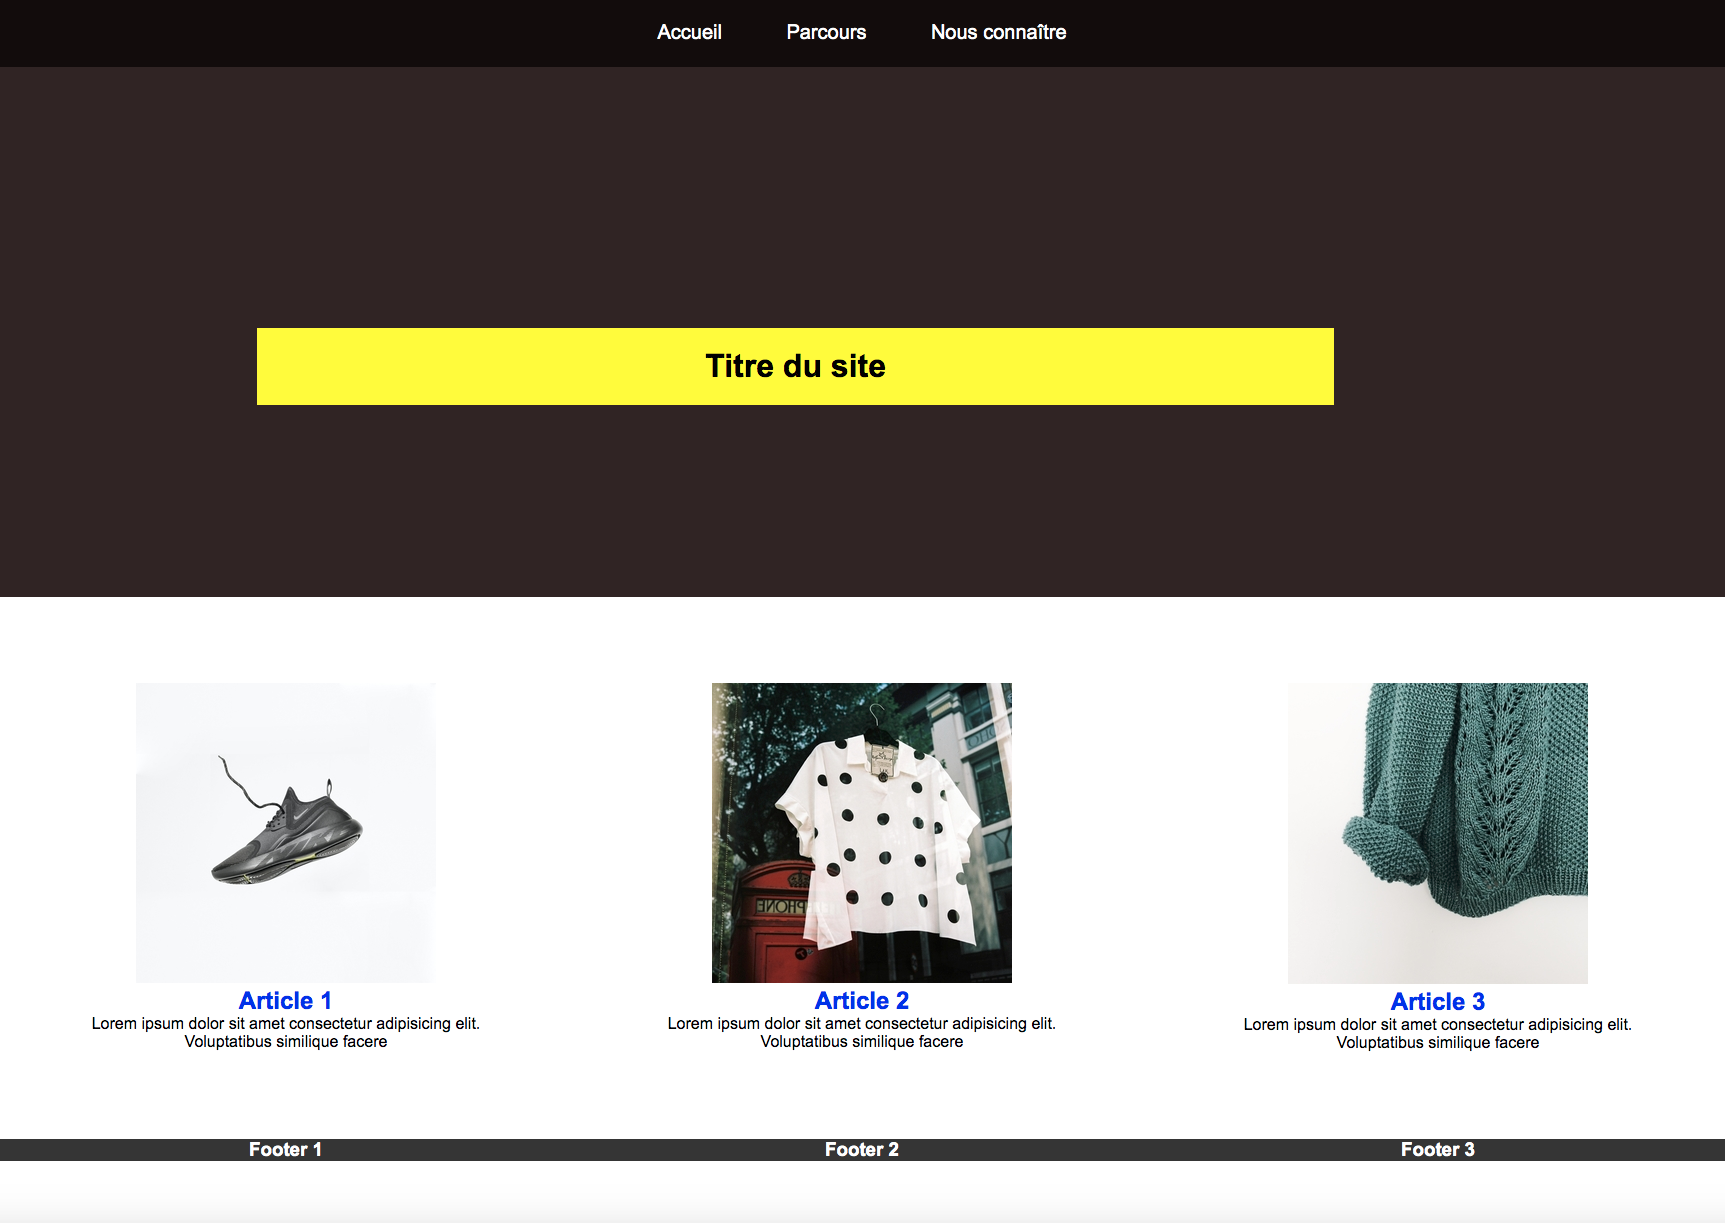 Accueil Parcours Nous connaître
Titre du site
PHONE
Article 1
Lorem ipsum dolor sit amet consectetur adipisicing elit.
Voluptatibus similique facere
Article 2
Lorem ipsum dolor sit amet consectetur adipisicing elit.
Voluptatibus similique facere
Article 3
Lorem ipsum dolor sit amet consectetur adipisicing elit.
Voluptatibus similique facere
Footer 1 Footer 2 Footer 3